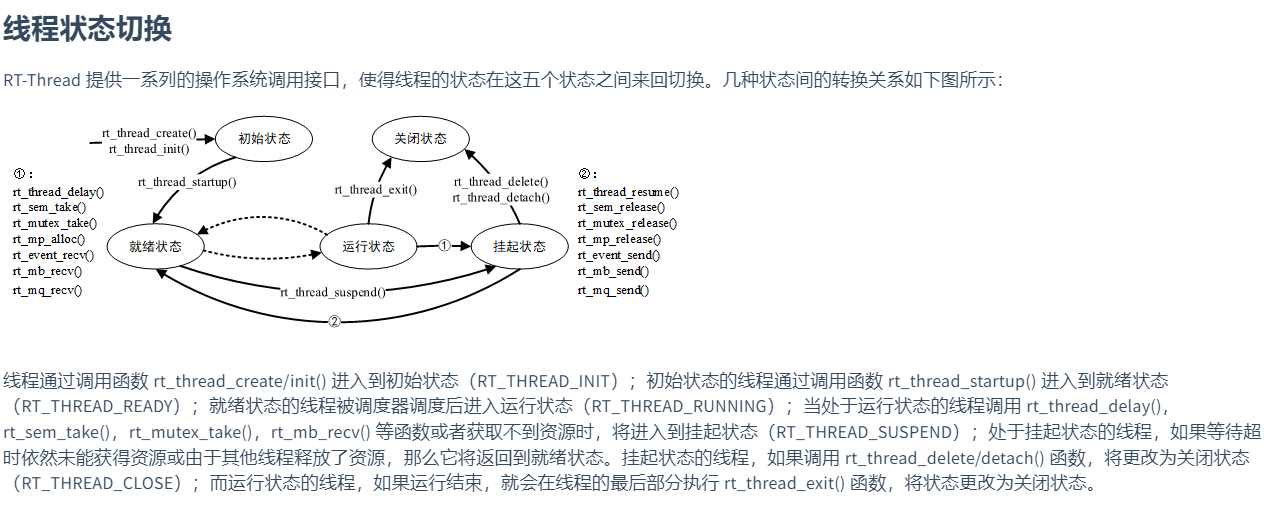 线程状态切换
RT-Thread 提供一系列的操作系统调用接口，使得线程的状态在这五个状态之间来回切换。几种状态间的转换关系如下图所示：
rt_thread_create()
rt_thread_init()
初始状态
关闭状态
①：
rt_thread_delay()
rt_sem_take()
rt_mutex_take()
rt_mp_alloc()
rt_event_recv()
rt_mb_recv()
rt_mq_recv()
rt_thread_startup()
rt_thread_exit()
rt_thread_delete()
rt_thread_detach()
②：
rt_thread_resume()
rt_sem_release()
rt_mutex_release()
rt_mp_release()
rt_event_send()
rt_mb_send()
rt_mq_send()
就绪状态
运行状态
①
挂起状态
rt_thread_suspend()
②
线程通过调用函数 rt_thread_create/init() 进入到初始状态（RT_THREAD_INIT）；初始状态的线程通过调用函数 rt_thread_startup() 进入到就绪状态
（RT_THREAD_READY）；就绪状态的线程被调度器调度后进入运行状态（RT_THREAD_RUNNING）；当处于运行状态的线程调用 rt_thread_delay()，
rt_sem_take()，rt_mutex_take()，rt_mb_recv() 等函数或者获取不到资源时，将进入到挂起状态（RT_THREAD_SUSPEND）；处于挂起状态的线程，如果等待超
时依然未能获得资源或由于其他线程释放了资源，那么它将返回到就绪状态。挂起状态的线程，如果调用 rt_thread_delete/detach() 函数，将更改为关闭状态
（RT_THREAD_CLOSE）；而运行状态的线程，如果运行结束，就会在线程的最后部分执行 rt_thread_exit() 函数，将状态更改为关闭状态。